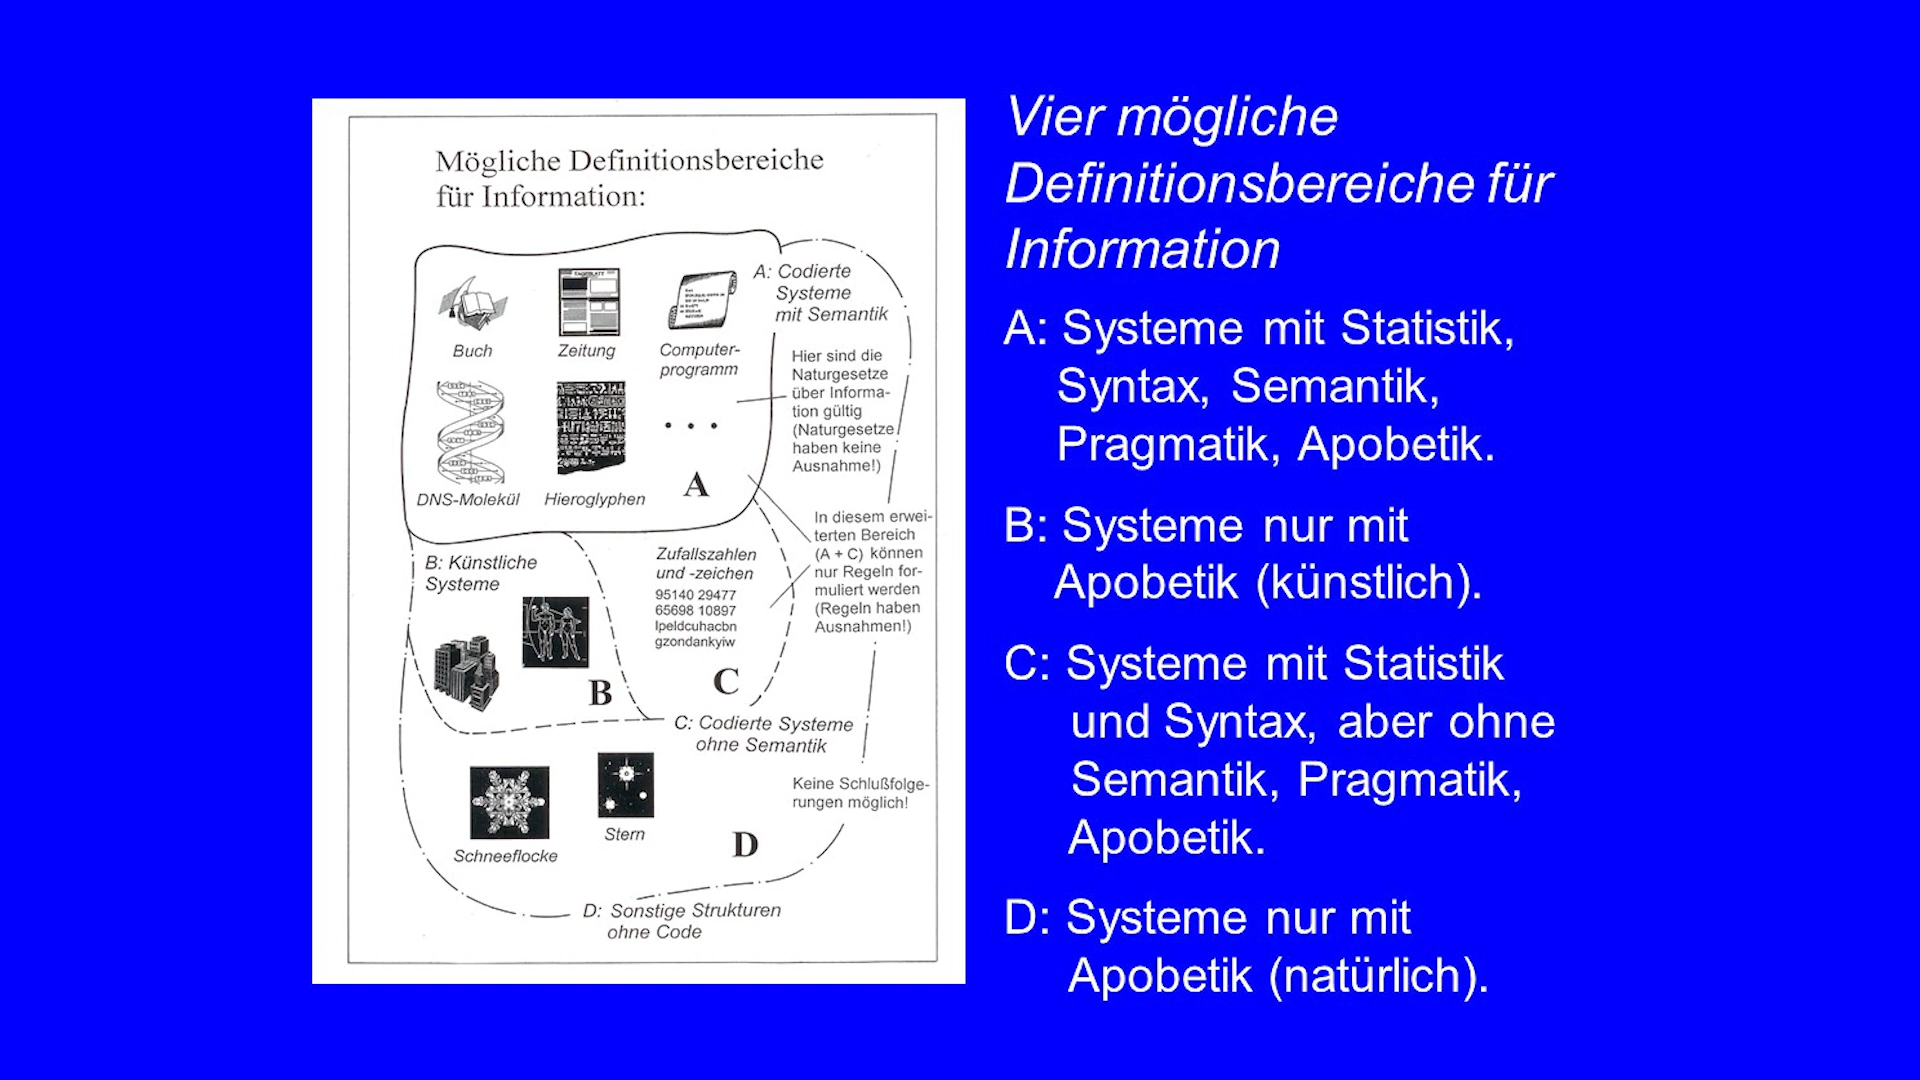 Mögliche Definitionsbereiche
für Information:
A: Codierte
Systeme
mit Semantik
Buch
Zeitung
Computer-
programm
Hier sind die
Naturgesetze
über Informa-
tion gültig
(Naturgesetze
haben keine
Ausnahme!)
DNS-Molekül
Hieroglyphen
A
In diesem erwei-
terten Bereich
(A + C) können
nur Regeln for-
muliert werden
(Regeln haben
Ausnahmen!)
B: Künstliche
Systeme
B
Zufallszahlen
und -zeichen
95140 29477
65698 10897
lpeldcuhacbn
gzondankyiw
C
C: Codierte Systeme
ohne Semantik
Schneeflocke
Stern
Keine Schlußfolge-
rungen möglich!
D
D: Sonstige Strukturen
ohne Code
Vier mögliche
Definitionsbereiche für
Information
A: Systeme mit Statistik,
Syntax, Semantik,
Pragmatik, Apobetik.
B: Systeme nur mit
Apobetik (künstlich).
C: Systeme mit Statistik
und Syntax, aber ohne
Semantik, Pragmatik,
Apobetik.
D: Systeme nur mit
Apobetik (natürlich).